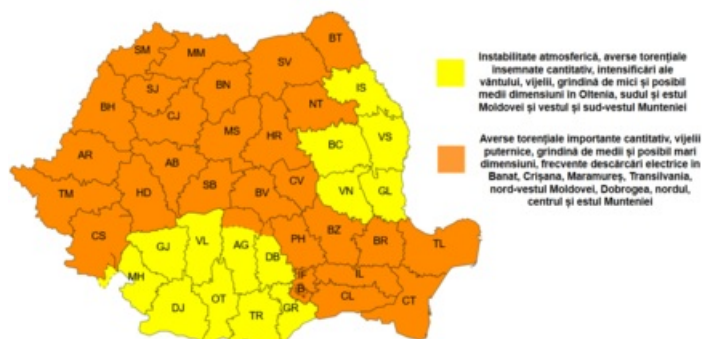 BT
SM
MM
SV
SJ
BN
IS
BH
CJ
NT
MS
HR
BC
VS
AR
AB
TM
HD
SB
BV
CV
VN
GL
CS
GJ
VL
AG
PH
BZ
BR
TL
DB
MH
IF
IL
B
OT
CL
DJ
TR
GR
CT
Instabilitate atmosferică, averse torențiale
însemnate cantitativ, intensificări ale
vântului, vijelii, grindină de mici și posibil
medii dimensiuni în Oltenia, sudul și estul
Moldovei și vestul și sud-vestul Munteniei
Averse torențiale importante cantitativ, vijelii
puternice, grindină de medii și posibil mari
dimensiuni, frecvente descărcări electrice în
Banat, Crișana, Maramureș, Transilvania,
nord-vestul Moldovei, Dobrogea, nordul,
centrul și estul Munteniei